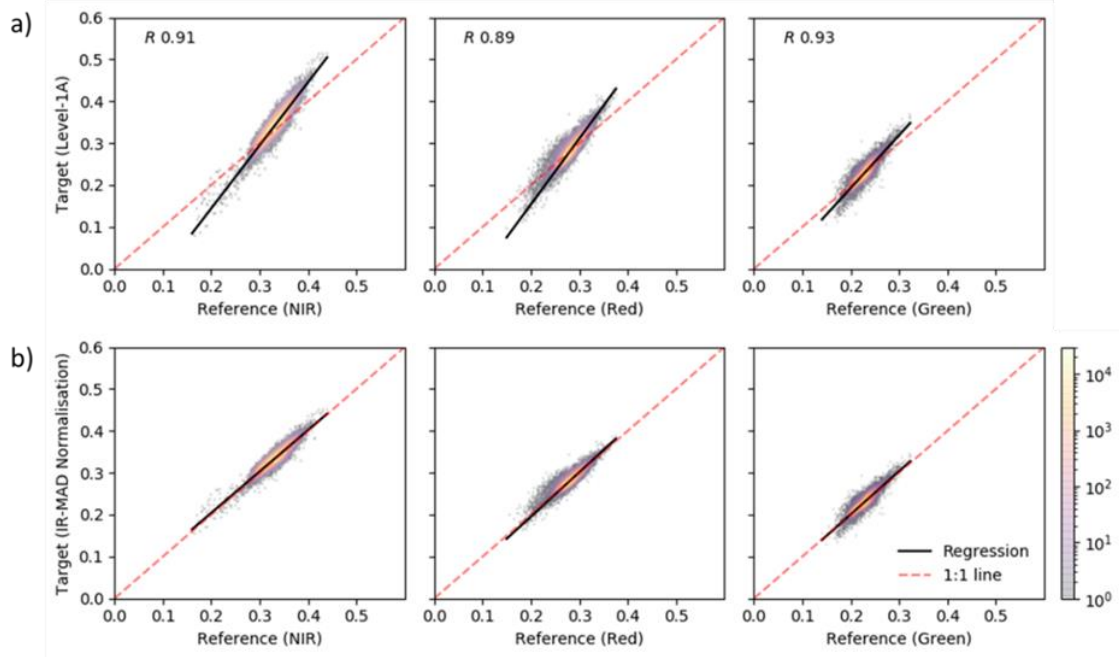 a)
R 0.91
R 0.89
R 0.93
Target (Level-1A)
0.6
0.5
0.4
0.3
0.2
0.1
0.0
0.0 0.1 0.2 0.3 0.4 0.5
0.0 0.1 0.2 0.3 0.4 0.5
0.0 0.1 0.2 0.3 0.4 0.5
Reference (NIR)
Reference (Red)
Reference (Green)
b)
Target (IR-MAD Normalisation)
0.6
0.5
0.4
0.3
0.2
0.1
0.0
Regression
1:1 line
10⁴
10³
10²
10¹
10⁰
0.0 0.1 0.2 0.3 0.4 0.5
0.0 0.1 0.2 0.3 0.4 0.5
0.0 0.1 0.2 0.3 0.4 0.5
Reference (NIR)
Reference (Red)
Reference (Green)